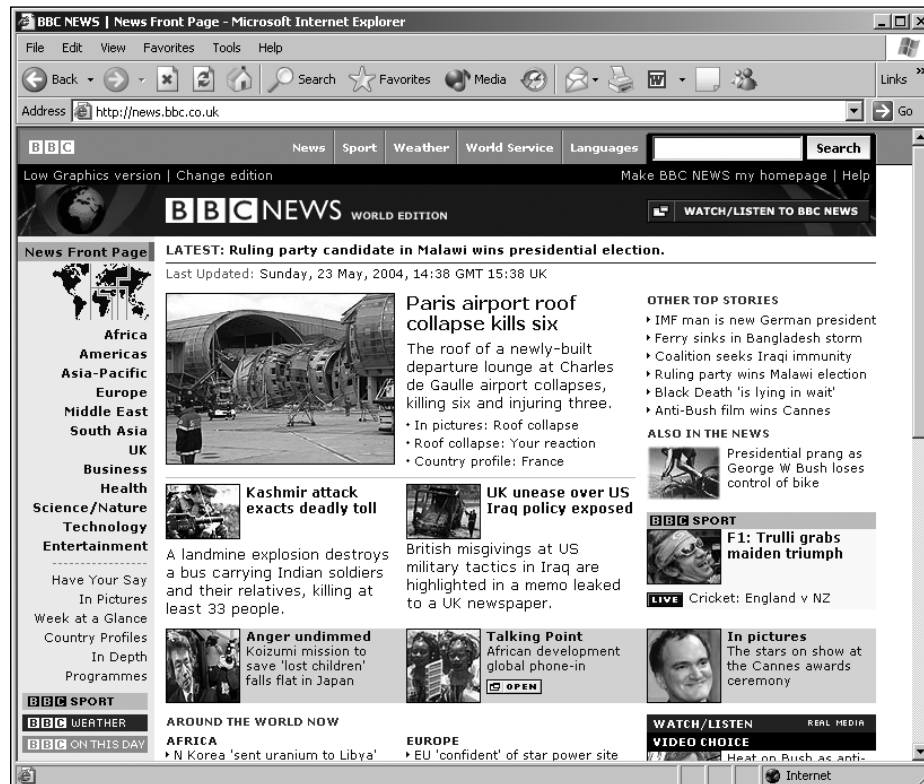 BBC NEWS | News Front Page - Microsoft Internet Explorer
File Edit View Favorites Tools Help
Back Search Favorites Media Links »
Address http://news.bbc.co.uk Go
BBC News Sport Weather World Service Languages Search
Low Graphics version | Change edition Make BBC NEWS my homepage | Help
BBC NEWS WORLD EDITION WATCH/LISTEN TO BBC NEWS
News Front Page
Africa
Americas
Asia-Pacific
Europe
Middle East
South Asia
UK
Business
Health
Science/Nature
Technology
Entertainment
Have Your Say
In Pictures
Week at a Glance
Country Profiles
In Depth
Programmes
BBC SPORT
BBC WEATHER
BBC ON THIS DAY
LATEST: Ruling party candidate in Malawi wins presidential election.
Last Updated: Sunday, 23 May, 2004, 14:38 GMT 15:38 UK
Paris airport roof
collapse kills six
The roof of a newly-built
departure lounge at Charles
de Gaulle airport collapses,
killing six and injuring three.
• In pictures: Roof collapse
• Roof collapse: Your reaction
• Country profile: France
Kashmir attack
exacts deadly toll
A landmine explosion destroys
a bus carrying Indian soldiers
and their relatives, killing at
least 33 people.
UK unease over US
Iraq policy exposed
British misgivings at US
military tactics in Iraq are
highlighted in a memo leaked
to a UK newspaper.
Anger undimmed
Koizumi mission to
save 'lost children'
falls flat in Japan
Talking Point
African development
global phone-in
OPEN
OTHER TOP STORIES
IMF man is new German president
Ferry sinks in Bangladesh storm
Coalition seeks Iraqi immunity
Ruling party wins Malawi election
Black Death 'is lying in wait'
Anti-Bush film wins Cannes
ALSO IN THE NEWS
Presidential prang as
George W Bush loses
control of bike
BBC SPORT
F1: Trulli grabs
maiden triumph
LIVE Cricket: England v NZ
In pictures
The stars on show at
the Cannes awards
ceremony
AROUND THE WORLD NOW
AFRICA
N Korea 'sent uranium to Libya'
EUROPE
EU 'confident' of star power site
WATCH/LISTEN REAL MEDIA
VIDEO CHOICE
Heat on Bush as anti-
Internet